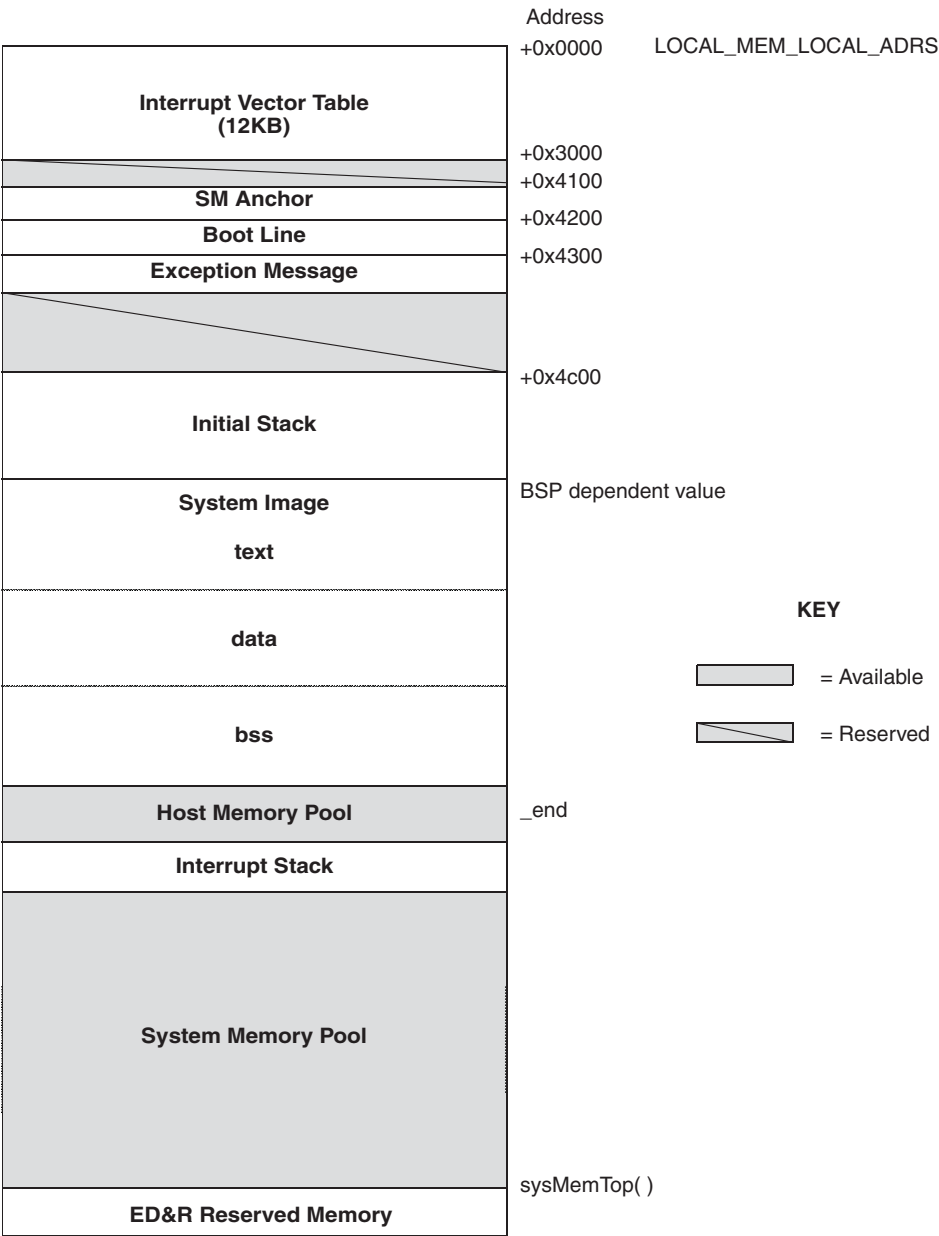 Address
+0x0000 LOCAL_MEM_LOCAL_ADRS
Interrupt Vector Table
(12KB)
+0x3000
+0x4100
SM Anchor
+0x4200
Boot Line
+0x4300
Exception Message
+0x4c00
Initial Stack
BSP dependent value
System Image
text
KEY
data
= Available
bss
= Reserved
Host Memory Pool
_end
Interrupt Stack
System Memory Pool
sysMemTop( )
ED&R Reserved Memory